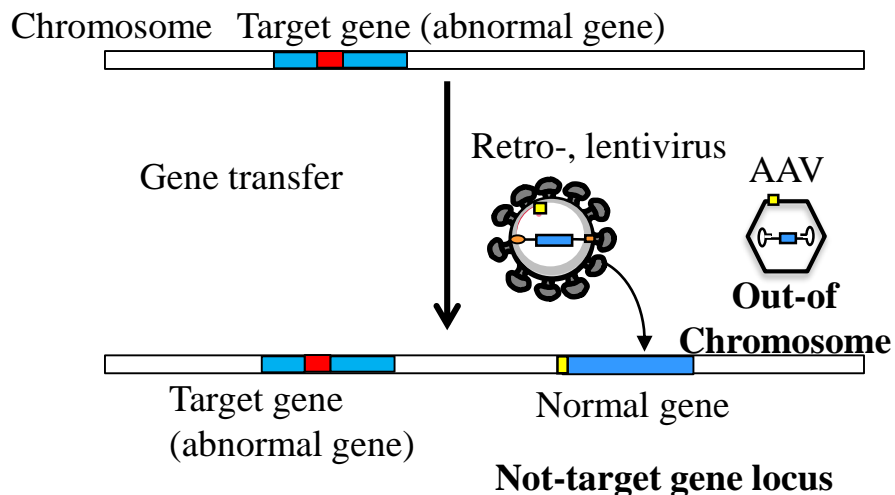 Chromosome Target gene (abnormal gene)
Gene transfer
Retro-, lentivirus
AAV
Out-of
Chromosome
Target gene
(abnormal gene)
Normal gene
Not-target gene locus